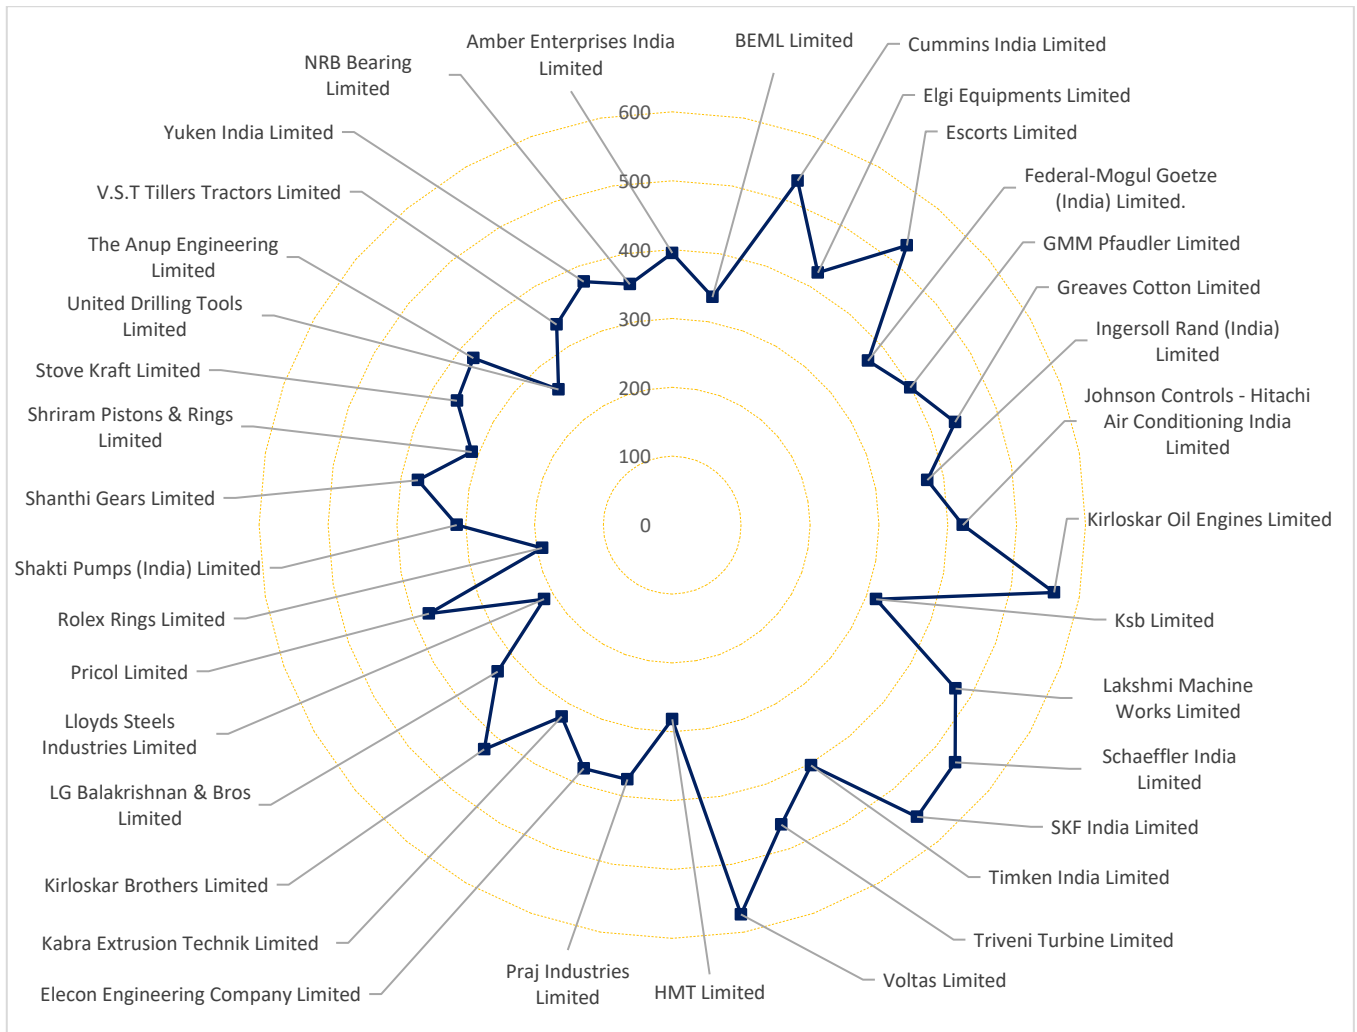 Amber Enterprises India
Limited
BEML Limited
Cummins India Limited
Elgi Equipments Limited
Escorts Limited
Federal-Mogul Goetze
(India) Limited.
GMM Pfaudler Limited
Greaves Cotton Limited
Ingersoll Rand (India)
Limited
Johnson Controls - Hitachi
Air Conditioning India
Limited
Kirloskar Oil Engines Limited
Ksb Limited
Lakshmi Machine
Works Limited
Schaeffler India
Limited
SKF India Limited
Timken India Limited
Triveni Turbine Limited
Voltas Limited
HMT Limited
Praj Industries
Limited
Elecon Engineering Company Limited
Kabra Extrusion Technik Limited
Kirloskar Brothers Limited
LG Balakrishnan & Bros
Limited
Lloyds Steels
Industries Limited
Pricol Limited
Rolex Rings Limited
Shakti Pumps (India) Limited
Shanthi Gears Limited
Shriram Pistons & Rings
Limited
Stove Kraft Limited
United Drilling Tools
Limited
The Anup Engineering
Limited
V.S.T Tillers Tractors Limited
Yuken India Limited
NRB Bearing
Limited
600
500
400
300
200
100
0